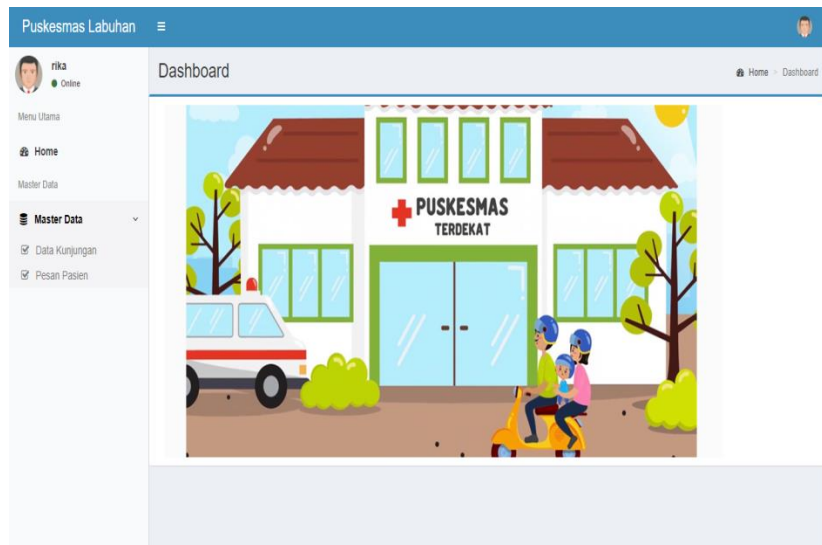 Puskesmas Labuhan
rika
Online
Menu Utama
Home
Master Data
Master Data
Data Kunjungan
Pesan Pasien
Dashboard
Home > Dashboard
PUSKESMAS
TERDEKAT